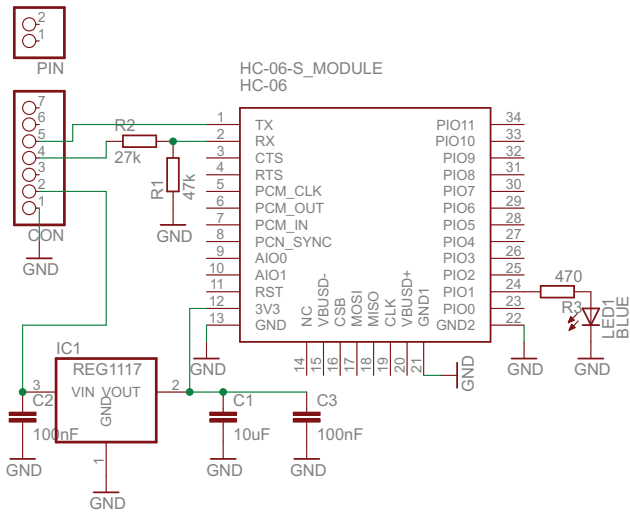 2
1
PIN
HC-06-S_MODULE
HC-06
7
6
5
4
3
2
1
CON
GND
R2
27k
R1
47k
GND
1 TX PIO11 34
2 RX PIO10 33
3 CTS PIO9 32
4 RTS PIO8 31
5 PCM_CLK PIO7 30
6 PCM_OUT PIO6 29
7 PCM_IN PIO5 28
8 PCN_SYNC PIO4 27
9 AIO0 PIO3 26
10 AIO1 PIO2 25
11 RST PIO1 24
12 3V3 PIO0 23
13 GND GND2 22
NC
VBUSD-
CSB
MOSI
MISO
CLK
VBUSD+
GND1
14
15
16
17
18
19
20
21
470
R3
LED1
BLUE
GND
GND
GND
GND
IC1
REG1117
3 VIN VOUT 2
GND
1
C2
100nF
C1
10uF
C3
100nF
GND
GND
GND
GND